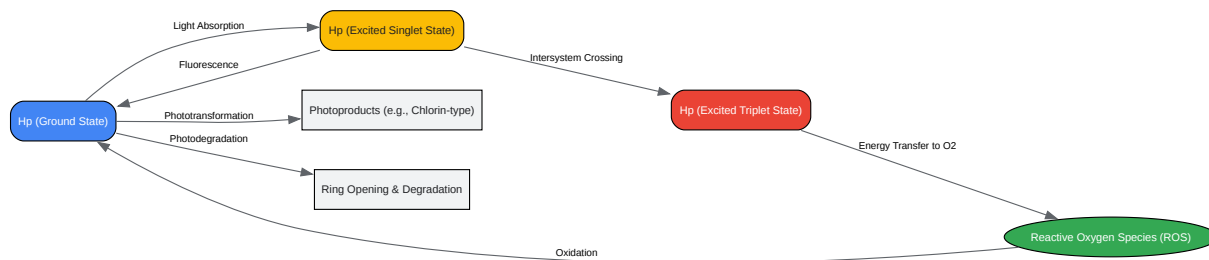 Light Absorption
Hp (Excited Singlet State)
Intersystem Crossing
Fluorescence
Hp (Ground State)
Phototransformation
Photoproducts (e.g., Chlorin-type)
Hp (Excited Triplet State)
Photodegradation
Energy Transfer to O2
Ring Opening & Degradation
Reactive Oxygen Species (ROS)
Oxidation